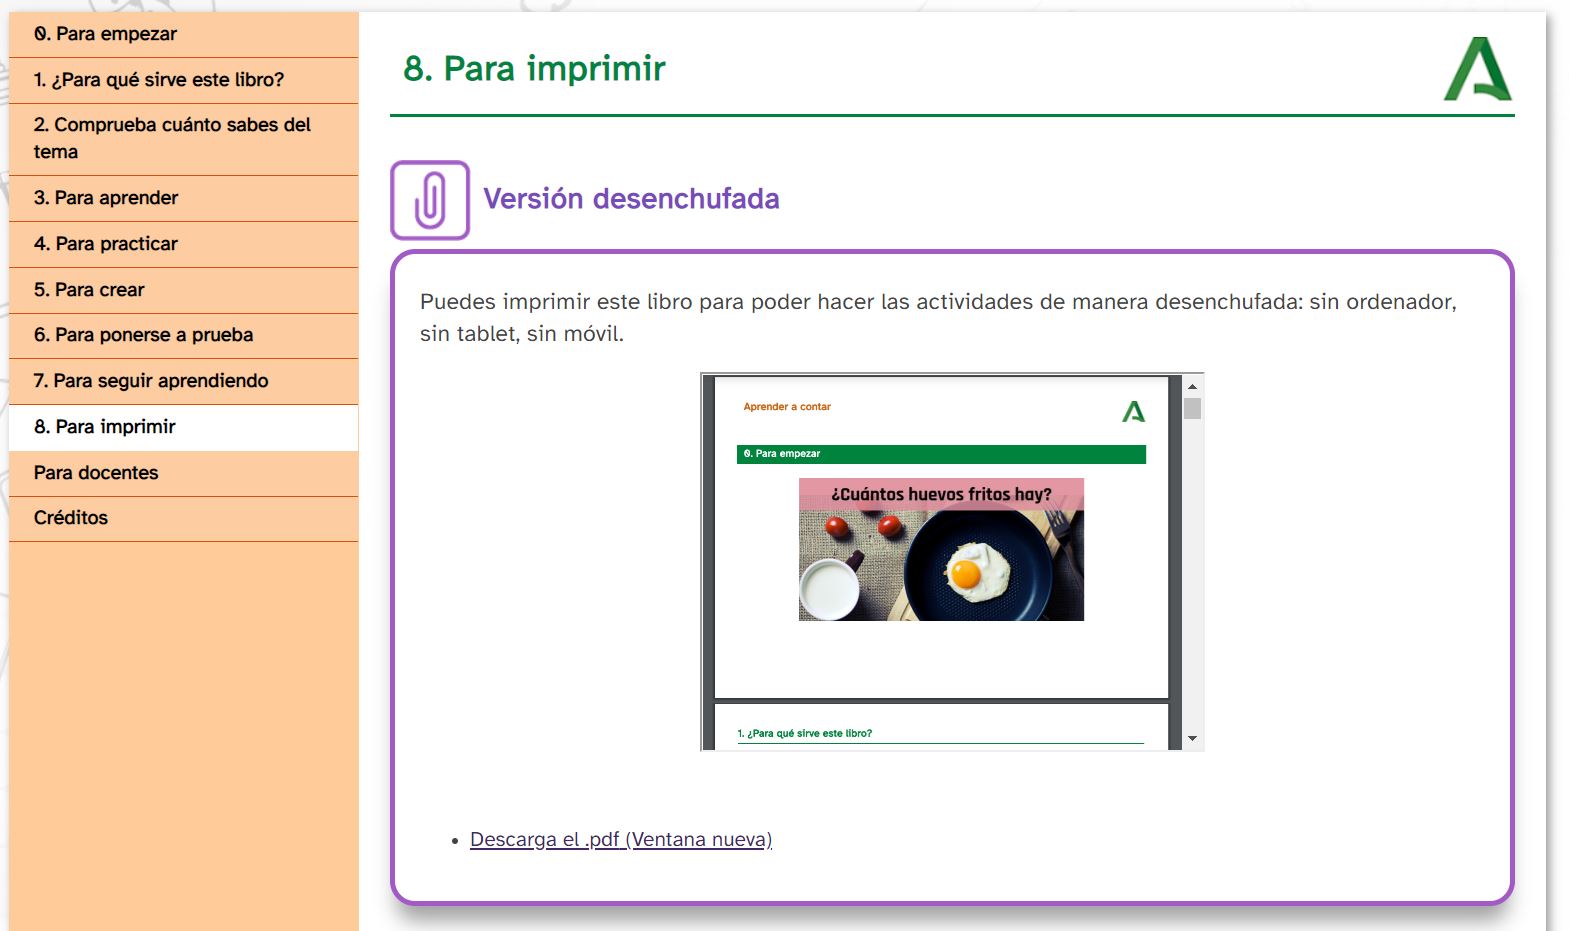 0. Para empezar
1. ¿Para qué sirve este libro?
2. Comprueba cuánto sabes del
tema
3. Para aprender
4. Para practicar
5. Para crear
6. Para ponerse a prueba
7. Para seguir aprendiendo
8. Para imprimir
Para docentes
Créditos
8. Para imprimir
Versión desenchufada
Puedes imprimir este libro para poder hacer las actividades de manera desenchufada: sin ordenador,
sin tablet, sin móvil.
Aprender a contar
0. Para empezar
¿Cuántos huevos fritos hay?
1. ¿Para qué sirve este libro?
• Descarga el .pdf (Ventana nueva)